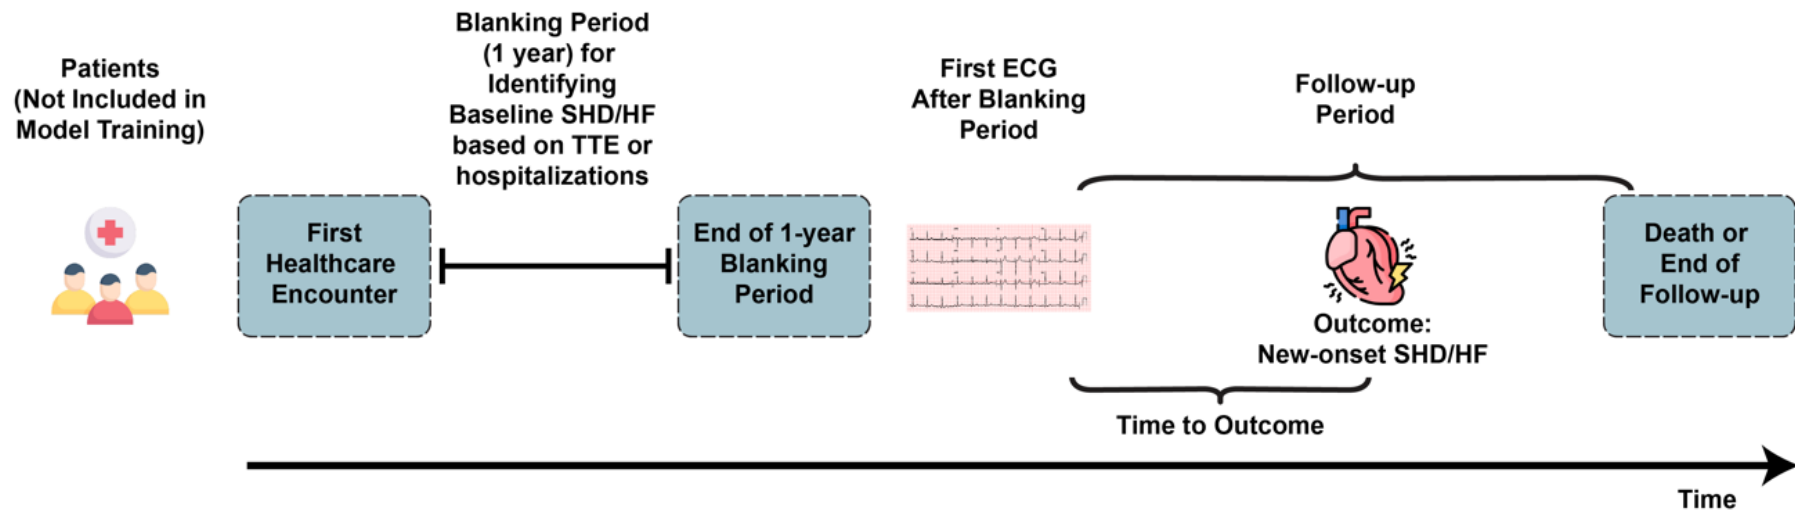 Patients
(Not Included in
Model Training)
Blanking Period
(1 year) for
Identifying
Baseline SHD/HF
based on TTE or
hospitalizations
First ECG
After Blanking
Period
Follow-up
Period
First
Healthcare
Encounter
End of 1-year
Blanking
Period
Death or
End of
Follow-up
Outcome:
New-onset SHD/HF
Time to Outcome
Time